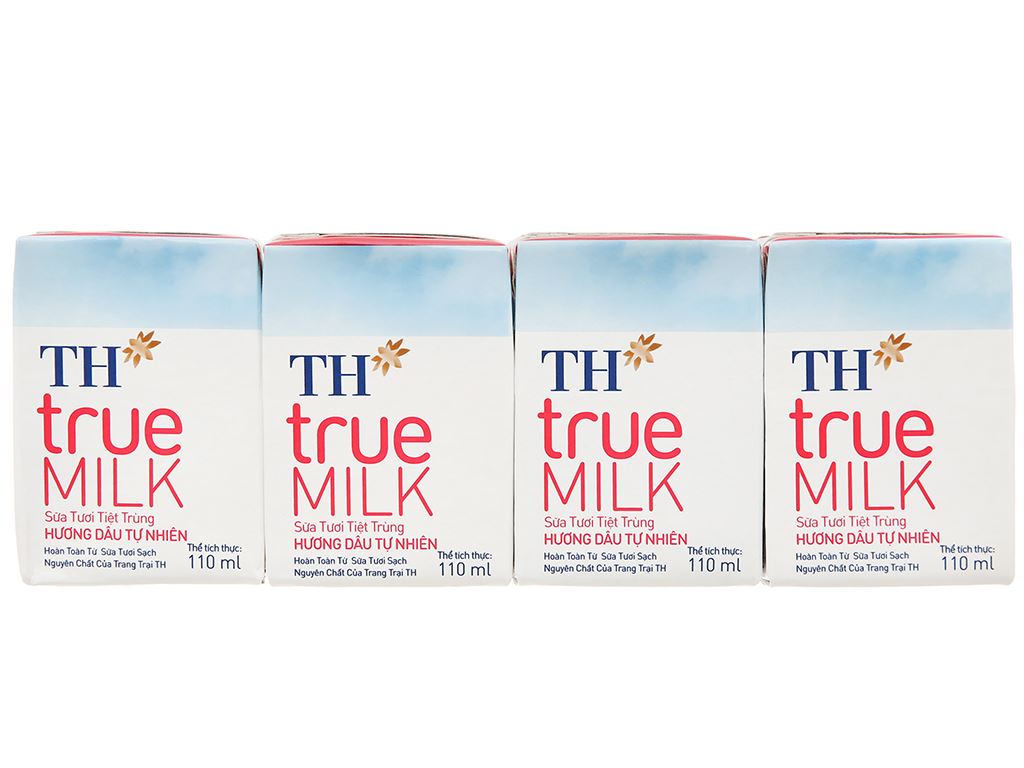 TH
true
MILK
Sữa Tươi Tiệt Trùng
HƯƠNG DÂU TỰ NHIÊN
Hoàn Toàn Từ Sữa Tươi Sạch
Nguyên Chất Của Trang Trại TH
Thể tích thực:
110 ml
TH
true
MILK
Sữa Tươi Tiệt Trùng
HƯƠNG DÂU TỰ NHIÊN
Hoàn Toàn Từ Sữa Tươi Sạch
Nguyên Chất Của Trang Trại TH
Thể tích thực:
110 ml
TH
true
MILK
Sữa Tươi Tiệt Trùng
HƯƠNG DÂU TỰ NHIÊN
Hoàn Toàn Từ Sữa Tươi Sạch
Nguyên Chất Của Trang Trại TH
Thể tích thực:
110 ml
TH
true
MILK
Sữa Tươi Tiệt Trùng
HƯƠNG DÂU TỰ NHIÊN
Hoàn Toàn Từ Sữa Tươi Sạch
Nguyên Chất Của Trang Trại TH
Thể tích thực:
110 ml